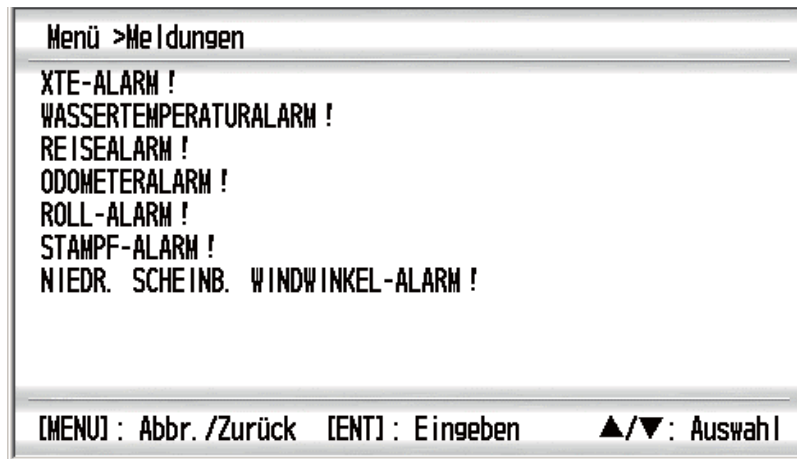 Menü >Meldungen
XTE-ALARM !
WASSERTEMPERATURALARM !
REISEALARM !
ODOMETERALARM !
ROLL-ALARM !
STAMPF-ALARM !
NIEDR. SCHEINB. WINDWINKEL-ALARM !
[MENU] : Abbr./Zurück [ENT] : Eingeben ▲/▼: Auswahl